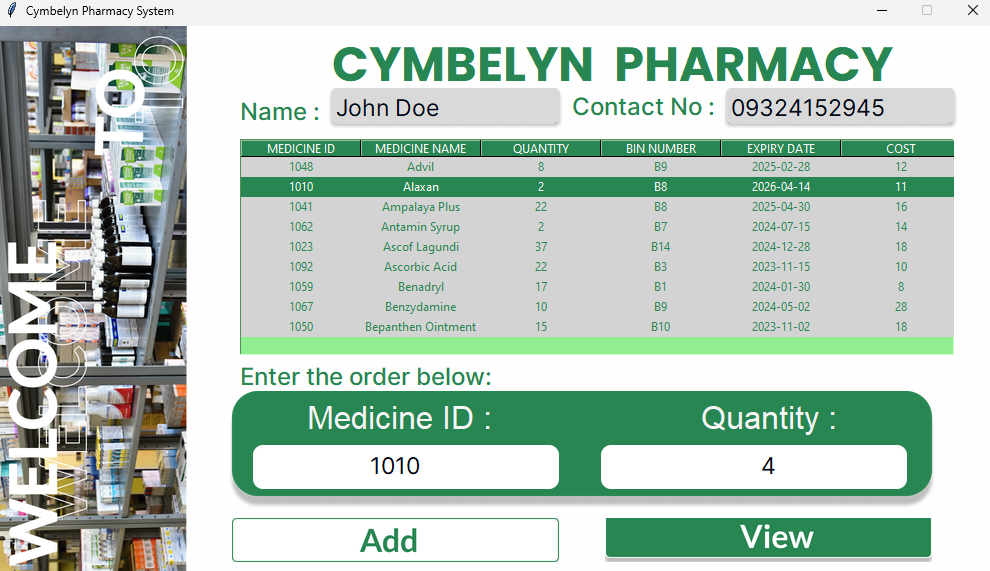 Cymbelyn Pharmacy System
WELCOME TO
WELCOME TO
CYMBELYN PHARMACY
Name : John Doe Contact No : 09324152945
MEDICINE ID MEDICINE NAME QUANTITY BIN NUMBER EXPIRY DATE COST
1048 Advil 8 B9 2025-02-28 12
1010 Alaxan 2 B8 2026-04-14 11
1041 Ampalaya Plus 22 B8 2025-04-30 16
1062 Antamin Syrup 2 B7 2024-07-15 14
1023 Ascof Lagundi 37 B14 2024-12-28 18
1092 Ascorbic Acid 22 B3 2023-11-15 10
1059 Benadryl 17 B1 2024-01-30 8
1067 Benzydamine 10 B9 2024-05-02 28
1050 Bepanthen Ointment 15 B10 2023-11-02 18
Enter the order below:
Medicine ID : Quantity :
1010 4
Add View